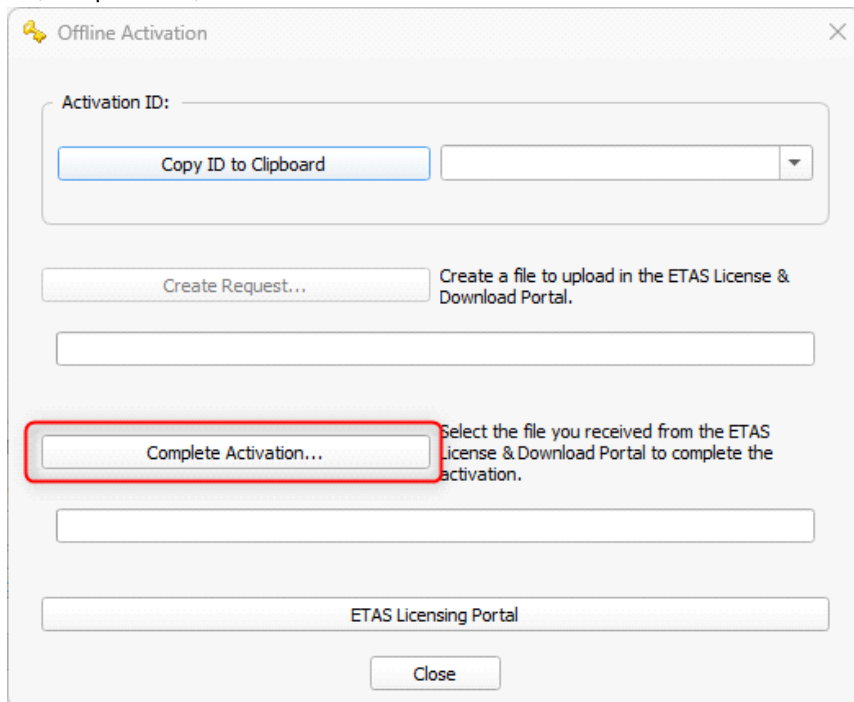 Offline Activation
Activation ID:
Copy ID to Clipboard
Create Request...
Create a file to upload in the ETAS License &
Download Portal.
Complete Activation...
Select the file you received from the ETAS
License & Download Portal to complete the
activation.
ETAS Licensing Portal
Close